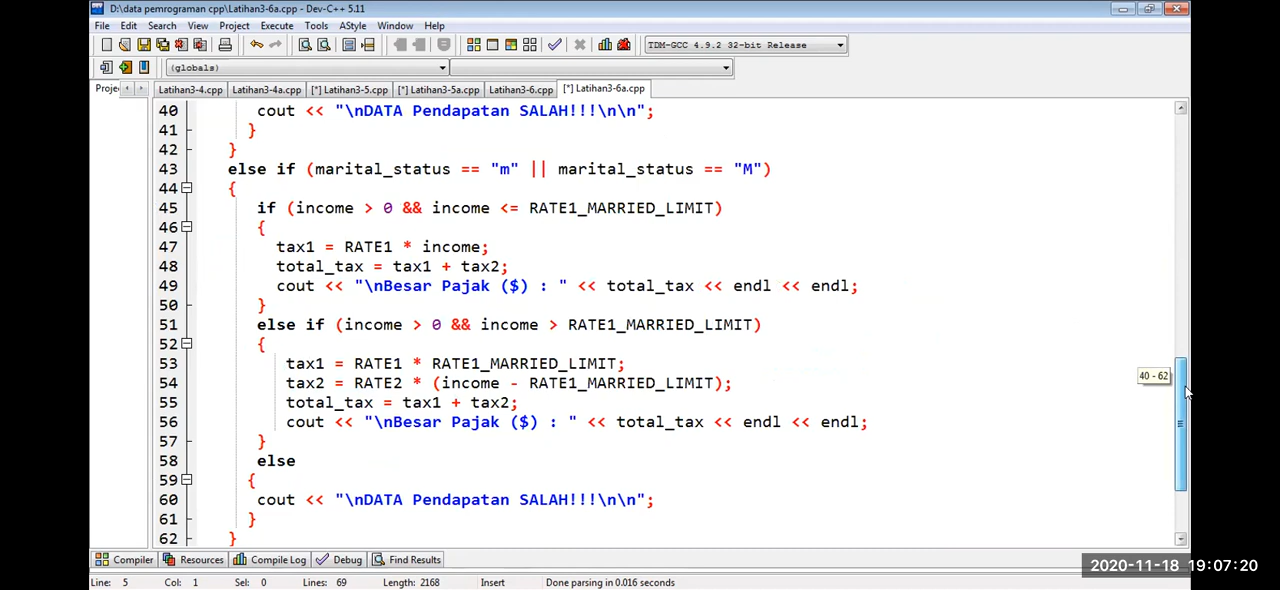 D:\data pemrograman cpp\Latihan3-6a.cpp - Dev-C++ 5.11
File Edit Search View Project Execute Tools AStyle Window Help
TDM-GCC 4.9.2 32-bit Release
(globals)
Proje Latihan3-4.cpp Latihan3-4a.cpp [*] Latihan3-5.cpp [*] Latihan3-5a.cpp Latihan3-6.cpp [*] Latihan3-6a.cpp
40 cout << "\nDATA Pendapatan SALAH!!!\n\n";
41 }
42 }
43 else if (marital_status == "m" || marital_status == "M")
44 {
45 if (income > 0 && income <= RATE1_MARRIED_LIMIT)
46 {
47 tax1 = RATE1 * income;
48 total_tax = tax1 + tax2;
49 cout << "\nBesar Pajak ($) : " << total_tax << endl << endl;
50 }
51 else if (income > 0 && income > RATE1_MARRIED_LIMIT)
52 {
53 tax1 = RATE1 * RATE1_MARRIED_LIMIT;
54 tax2 = RATE2 * (income - RATE1_MARRIED_LIMIT);
55 total_tax = tax1 + tax2;
56 cout << "\nBesar Pajak ($) : " << total_tax << endl << endl;
57 }
58 else
59 {
60 cout << "\nDATA Pendapatan SALAH!!!\n\n";
61 }
62 }
40 - 62
Compiler Resources Compile Log Debug Find Results
2020-11-18 19:07:20
Line: 5 Col: 1 Sel: 0 Lines: 69 Length: 2168 Insert Done parsing in 0.016 seconds